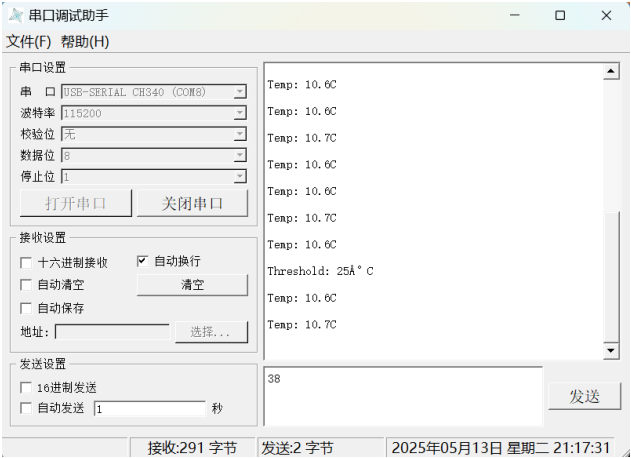 串口调试助手
文件(F) 帮助(H)
串口设置
串 口 USB-SERIAL CH340 (COM8)
波特率 115200
校验位 无
数据位 8
停止位 1
打开串口 关闭串口
接收设置
十六进制接收 自动换行
自动清空 清空
自动保存
地址: 选择...
发送设置
16进制发送
自动发送 1 秒
Temp: 10.6C
Temp: 10.6C
Temp: 10.7C
Temp: 10.6C
Temp: 10.6C
Temp: 10.7C
Temp: 10.6C
Threshold: 25Å°C
Temp: 10.6C
Temp: 10.7C
38
发送
接收:291 字节 发送:2 字节 2025年05月13日 星期二 21:17:31